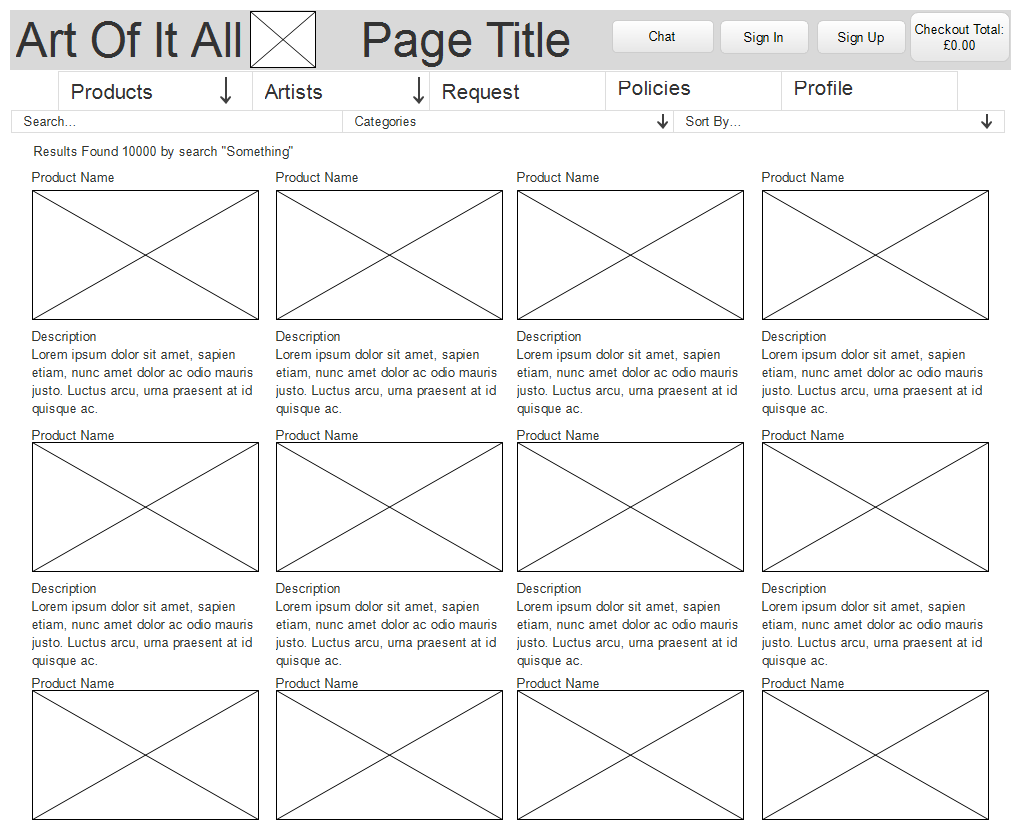 Art Of It All Page Title Chat Sign In Sign Up Checkout Total:
£0.00
Products Artists Request Policies Profile
Search... Categories Sort By...
Results Found 10000 by search "Something"
Product Name Product Name Product Name Product Name
Description Description Description Description
Lorem ipsum dolor sit amet, sapien Lorem ipsum dolor sit amet, sapien Lorem ipsum dolor sit amet, sapien Lorem ipsum dolor sit amet, sapien
etiam, nunc amet dolor ac odio mauris etiam, nunc amet dolor ac odio mauris etiam, nunc amet dolor ac odio mauris etiam, nunc amet dolor ac odio mauris
justo. Luctus arcu, urna praesent at id justo. Luctus arcu, urna praesent at id justo. Luctus arcu, urna praesent at id justo. Luctus arcu, urna praesent at id
quisque ac. quisque ac. quisque ac. quisque ac.
Product Name Product Name Product Name Product Name
Description Description Description Description
Lorem ipsum dolor sit amet, sapien Lorem ipsum dolor sit amet, sapien Lorem ipsum dolor sit amet, sapien Lorem ipsum dolor sit amet, sapien
etiam, nunc amet dolor ac odio mauris etiam, nunc amet dolor ac odio mauris etiam, nunc amet dolor ac odio mauris etiam, nunc amet dolor ac odio mauris
justo. Luctus arcu, urna praesent at id justo. Luctus arcu, urna praesent at id justo. Luctus arcu, urna praesent at id justo. Luctus arcu, urna praesent at id
quisque ac. quisque ac. quisque ac. quisque ac.
Product Name Product Name Product Name Product Name